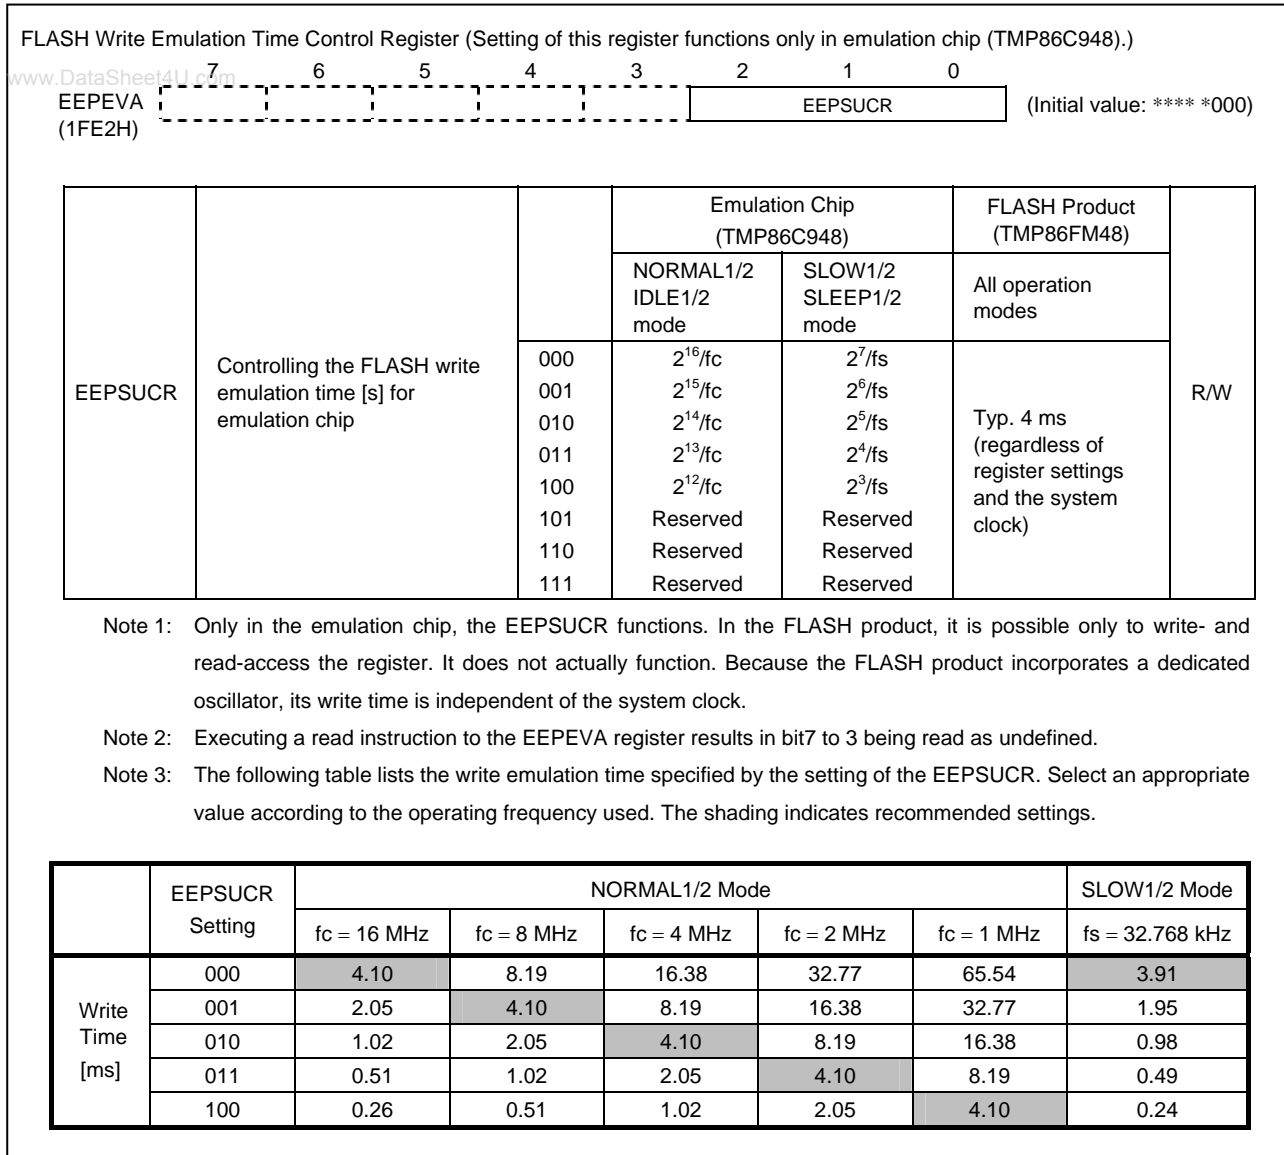 FLASH Write Emulation Time Control Register (Setting of this register functions only in emulation chip (TMP86C948).)
www.DataSheet4U.com
7 6 5 4 3 2 1 0
EEPEVA EEPSUCR (Initial value: **** *000)
(1FE2H)
Emulation Chip (TMP86C948) FLASH Product (TMP86FM48)
NORMAL1/2 IDLE1/2 mode SLOW1/2 SLEEP1/2 mode All operation modes
EEPSUCR Controlling the FLASH write emulation time [s] for emulation chip R/W
000 2^16/fc 2^7/fs
001 2^15/fc 2^6/fs
010 2^14/fc 2^5/fs
011 2^13/fc 2^4/fs
100 2^12/fc 2^3/fs
101 Reserved Reserved
110 Reserved Reserved
111 Reserved Reserved
Typ. 4 ms
(regardless of
register settings
and the system
clock)
Note 1: Only in the emulation chip, the EEPSUCR functions. In the FLASH product, it is possible only to write- and
read-access the register. It does not actually function. Because the FLASH product incorporates a dedicated
oscillator, its write time is independent of the system clock.
Note 2: Executing a read instruction to the EEPEVA register results in bit7 to 3 being read as undefined.
Note 3: The following table lists the write emulation time specified by the setting of the EEPSUCR. Select an appropriate
value according to the operating frequency used. The shading indicates recommended settings.
EEPSUCR Setting NORMAL1/2 Mode SLOW1/2 Mode
fc = 16 MHz fc = 8 MHz fc = 4 MHz fc = 2 MHz fc = 1 MHz fs = 32.768 kHz
Write Time [ms]
000 4.10 8.19 16.38 32.77 65.54 3.91
001 2.05 4.10 8.19 16.38 32.77 1.95
010 1.02 2.05 4.10 8.19 16.38 0.98
011 0.51 1.02 2.05 4.10 8.19 0.49
100 0.26 0.51 1.02 2.05 4.10 0.24